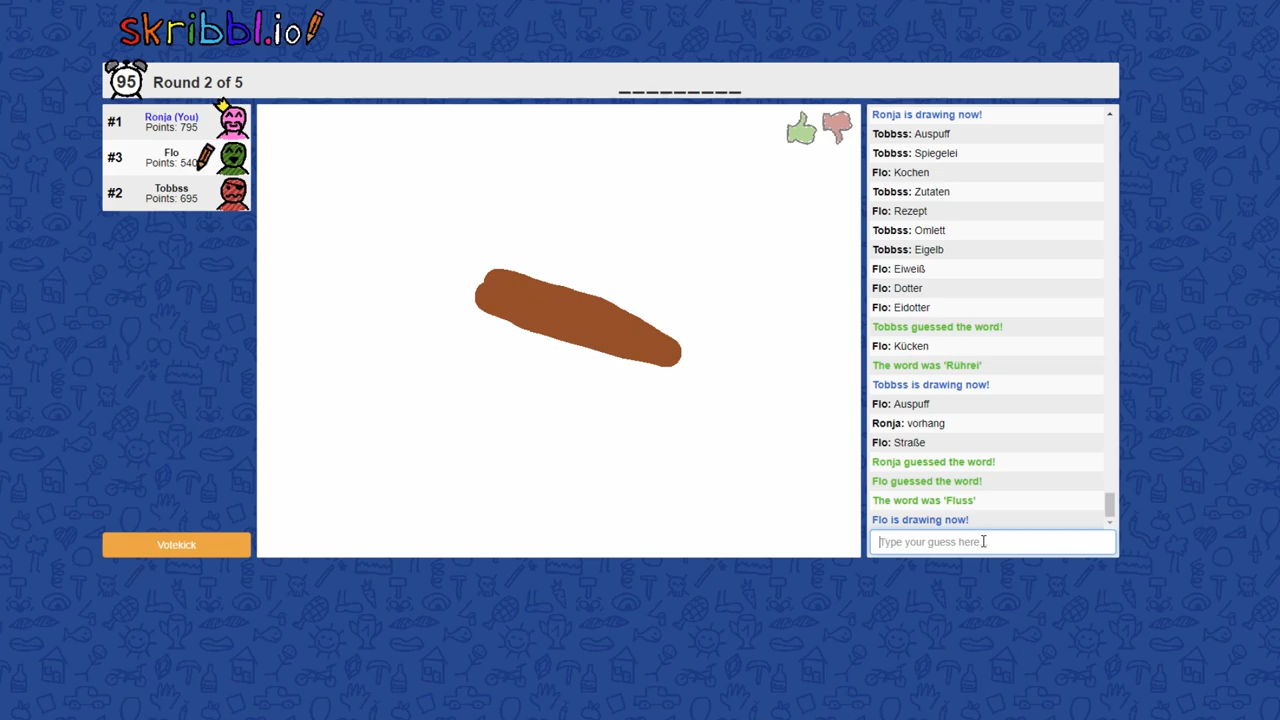 skribbl.io
95
Round 2 of 5
_________
#1
Ronja (You)
Points: 795
#3
Flo
Points: 540
#2
Tobbss
Points: 695
Votekick
Ronja is drawing now!
Tobbss: Auspuff
Tobbss: Spiegelei
Flo: Kochen
Tobbss: Zutaten
Flo: Rezept
Tobbss: Omlett
Tobbss: Eigelb
Flo: Eiweiß
Flo: Dotter
Flo: Eidotter
Tobbss guessed the word!
Flo: Kücken
The word was 'Rührei'
Tobbss is drawing now!
Flo: Auspuff
Ronja: vorhang
Flo: Straße
Ronja guessed the word!
Flo guessed the word!
The word was 'Fluss'
Flo is drawing now!
Type your guess here